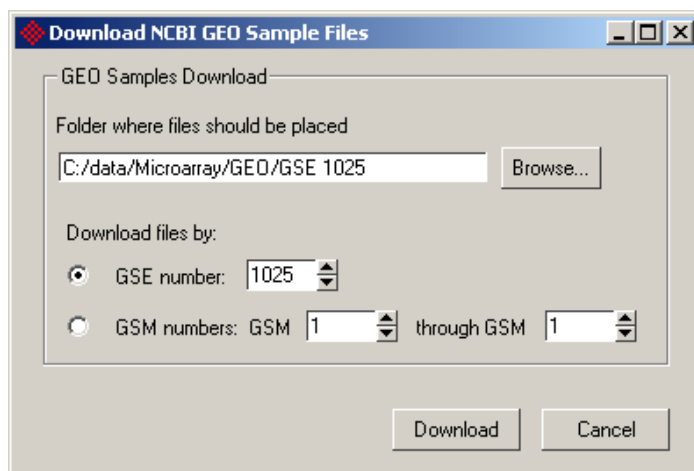 Download NCBI GEO Sample Files
GEO Samples Download
Folder where files should be placed
C:/data/Microarray/GEO/GSE 1025 Browse...
Download files by:
GSE number: 1025
GSM numbers: GSM 1 through GSM 1
Download Cancel